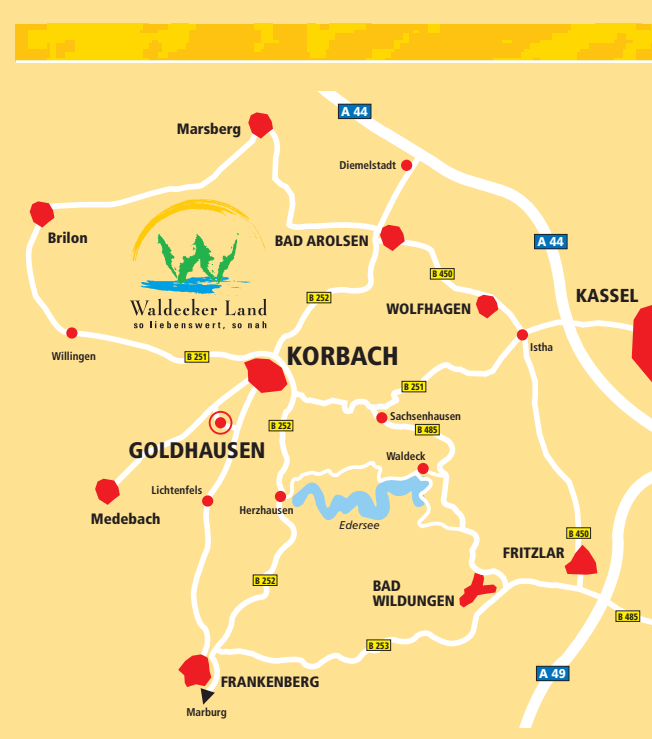 A 44
Marsberg
Diemelstadt
Brilon
BAD AROLSEN
A 44
B 450
KASSEL
B 252
WOLFHAGEN
Waldecker Land
so liebenswert, so nah
Istha
Willingen
B 251
KORBACH
B 251
Sachsenhausen
B 252
B 485
GOLDHAUSEN
Waldeck
Lichtenfels
Herzhausen
Medebach
Edersee
B 450
FRITZLAR
B 252
BAD
WILDUNGEN
B 485
B 253
A 49
FRANKENBERG
Marburg